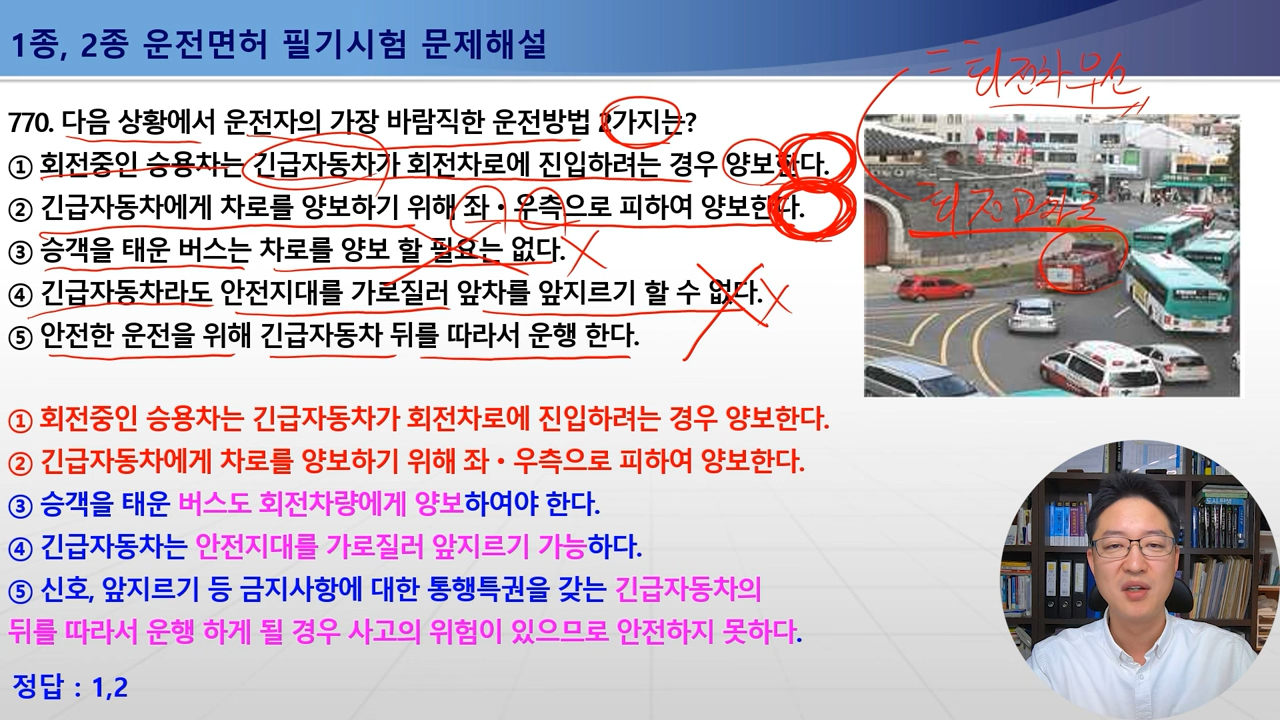 1종, 2종 운전면허 필기시험 문제해설
= 회전차 우선
770. 다음 상황에서 운전자의 가장 바람직한 운전방법 2가지는?
① 회전중인 승용차는 긴급자동차가 회전차로에 진입하려는 경우 양보한다.
② 긴급자동차에게 차로를 양보하기 위해 좌・우측으로 피하여 양보한다.
회전교차로
③ 승객을 태운 버스는 차로를 양보 할 필요는 없다.
④ 긴급자동차라도 안전지대를 가로질러 앞차를 앞지르기 할 수 없다.
⑤ 안전한 운전을 위해 긴급자동차 뒤를 따라서 운행 한다.
① 회전중인 승용차는 긴급자동차가 회전차로에 진입하려는 경우 양보한다.
② 긴급자동차에게 차로를 양보하기 위해 좌・우측으로 피하여 양보한다.
③ 승객을 태운 버스도 회전차량에게 양보하여야 한다.
④ 긴급자동차는 안전지대를 가로질러 앞지르기 가능하다.
⑤ 신호, 앞지르기 등 금지사항에 대한 통행특권을 갖는 긴급자동차의
뒤를 따라서 운행 하게 될 경우 사고의 위험이 있으므로 안전하지 못하다.
정답 : 1,2